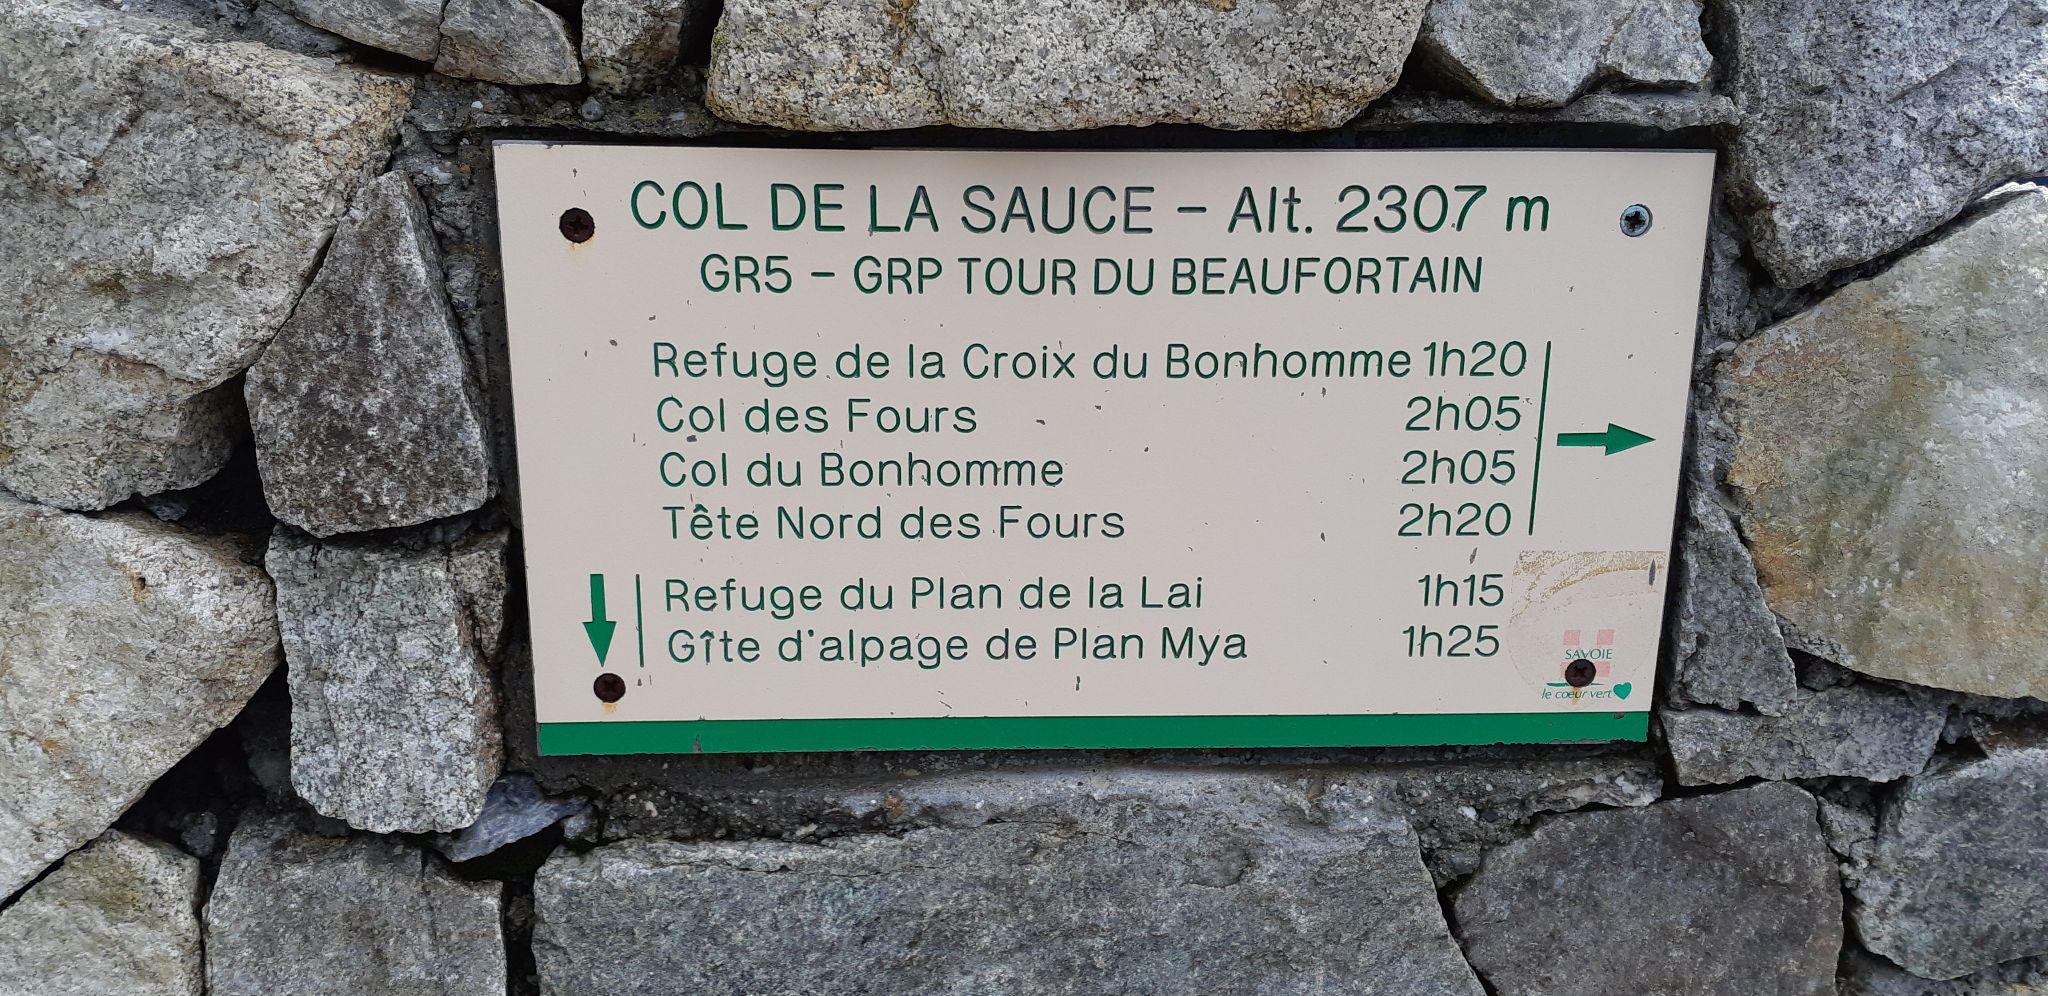 COL DE LA SAUCE - Alt. 2307 m
GR5 - GRP TOUR DU BEAUFORTAIN
Refuge de la Croix du Bonhomme 1h20
Col des Fours 2h05
Col du Bonhomme 2h05
Tête Nord des Fours 2h20
Refuge du Plan de la Lai 1h15
Gîte d'alpage de Plan Mya 1h25
SAVOIE
le coeur vert